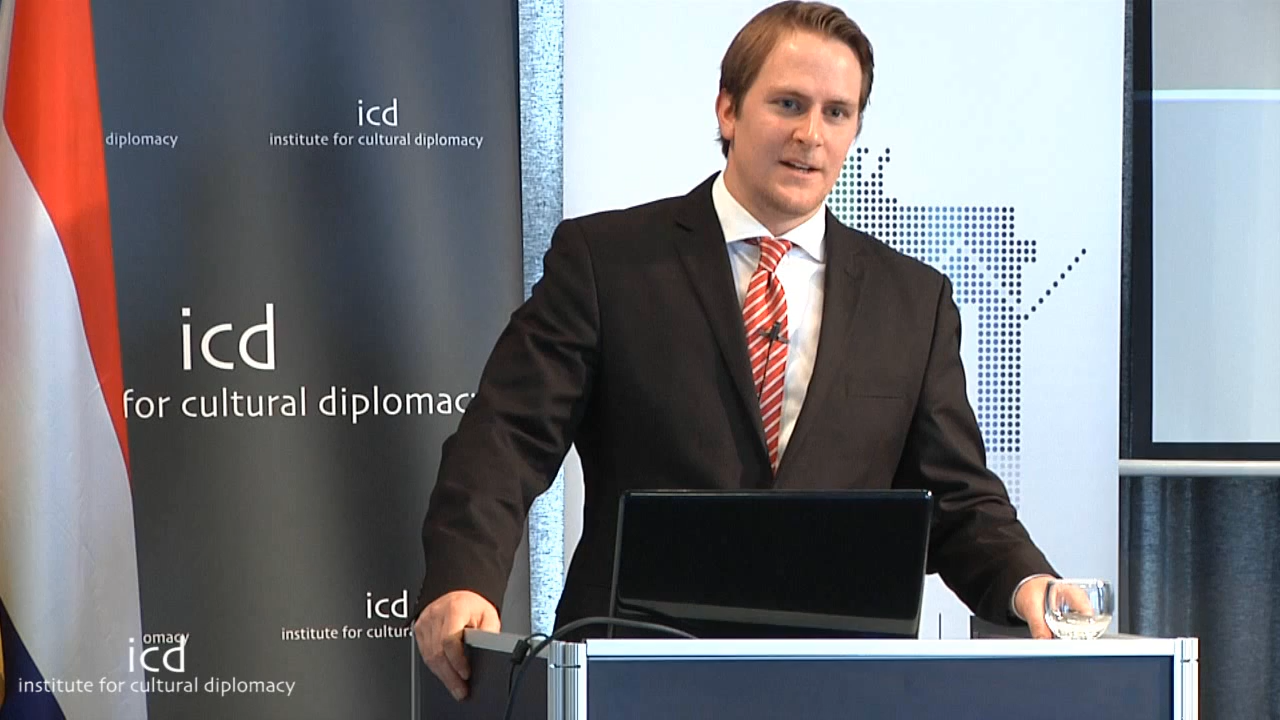 icd
diplomacy
institute for cultural diplomacy
icd
for cultural diplomac
icd
institute for cultura
omacy
icd
institute for cultural diplomacy